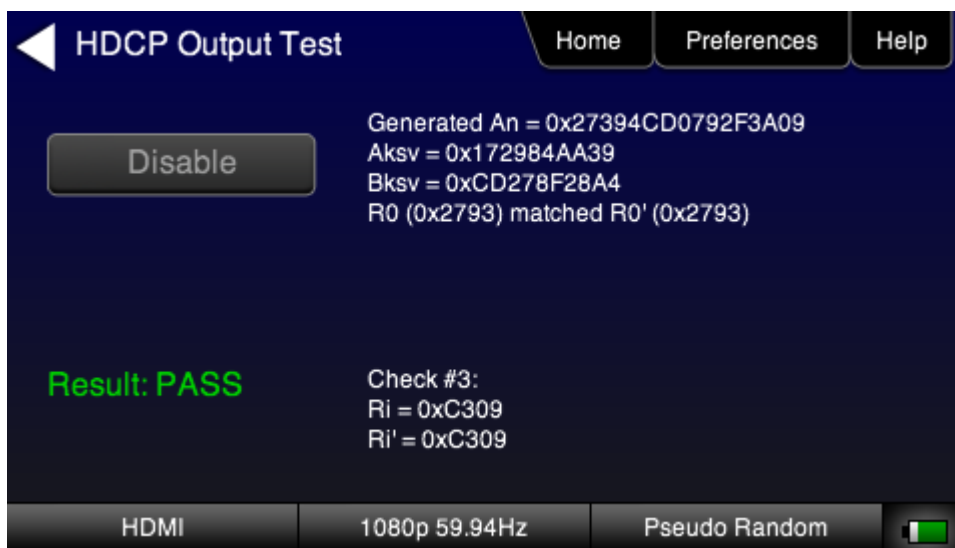 HDCP Output Test
Home
Preferences
Help
Disable
Generated An = 0x27394CD0792F3A09
Aksv = 0x172984AA39
Bksv = 0xCD278F28A4
R0 (0x2793) matched R0' (0x2793)
Result: PASS
Check #3:
Ri = 0xC309
Ri' = 0xC309
HDMI
1080p 59.94Hz
Pseudo Random